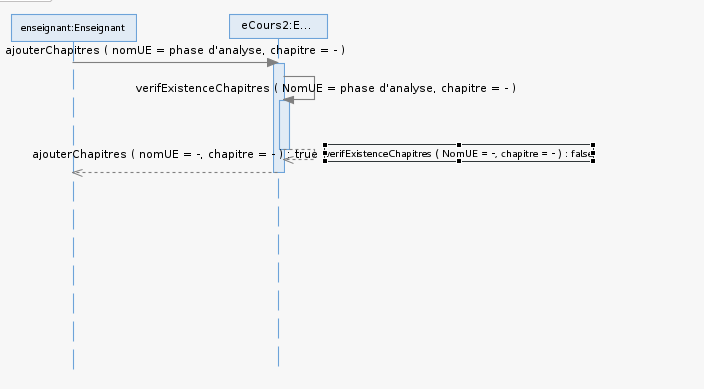 enseignant:Enseignant
eCours2:E...
ajouterChapitres ( nomUE = phase d'analyse, chapitre = - )
verifExistenceChapitres ( NomUE = phase d'analyse, chapitre = - )
ajouterChapitres ( nomUE = -, chapitre = - ) : true
verifExistenceChapitres ( NomUE = -, chapitre = - ) : false